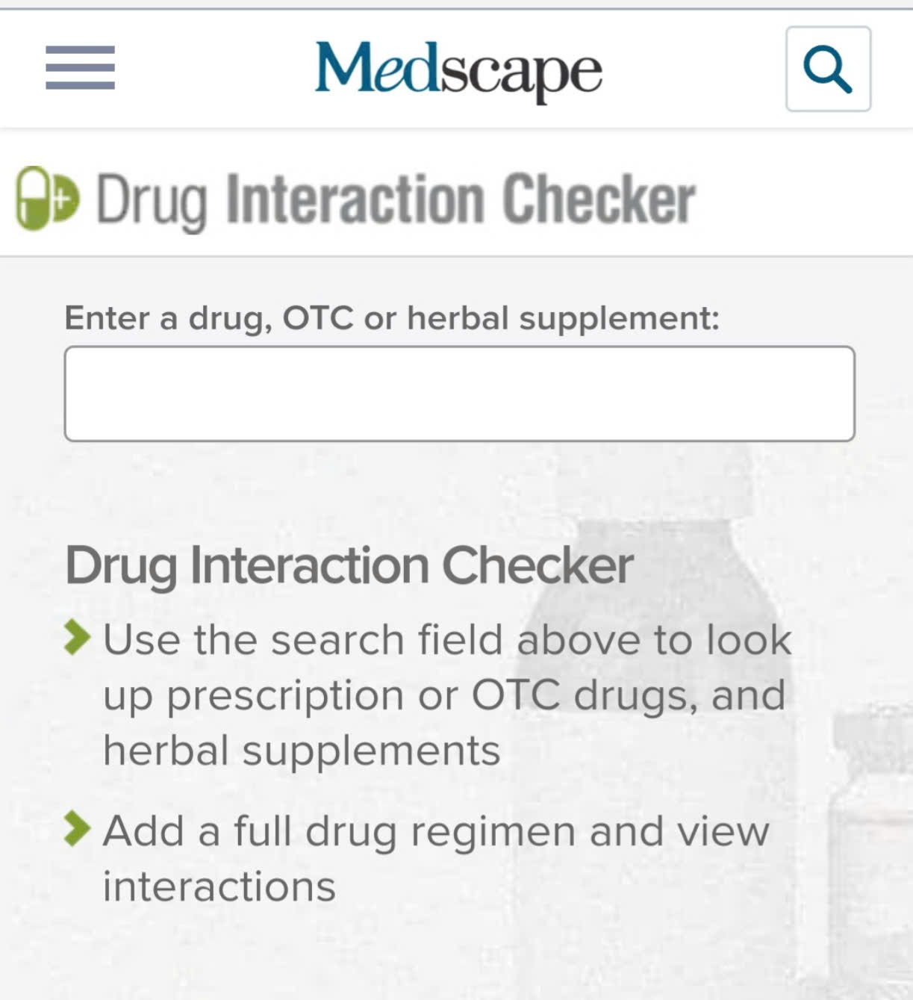 Medscape
Drug Interaction Checker
Enter a drug, OTC or herbal supplement:
Drug Interaction Checker
Use the search field above to look
up prescription or OTC drugs, and
herbal supplements
Add a full drug regimen and view
interactions